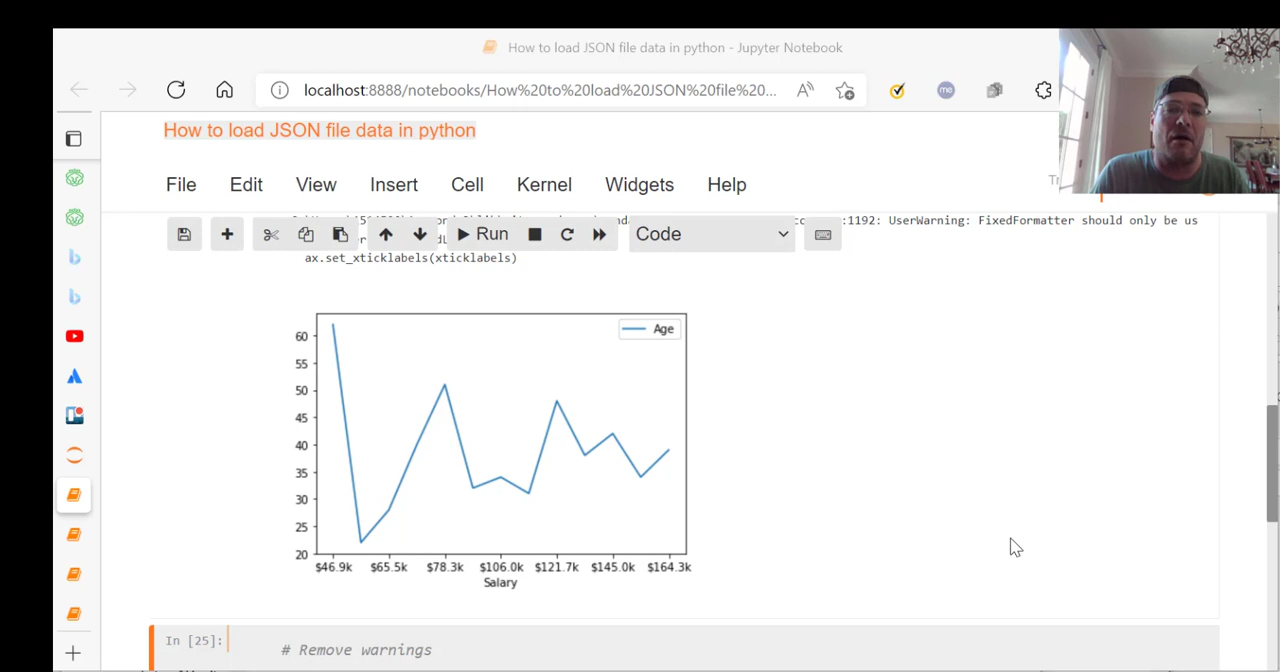 How to load JSON file data in python - Jupyter Notebook
localhost:8888/notebooks/How%20to%20load%20JSON%20file%20...
me
How to load JSON file data in python
File Edit View Insert Cell Kernel Widgets Help
:1192: UserWarning: FixedFormatter should only be us
Run Code
ax.set_xticklabels(xticklabels)
Age
60
55
50
45
40
35
30
25
20
$46.9k $65.5k $78.3k $106.0k $121.7k $145.0k $164.3k
Salary
In [25]: # Remove warnings